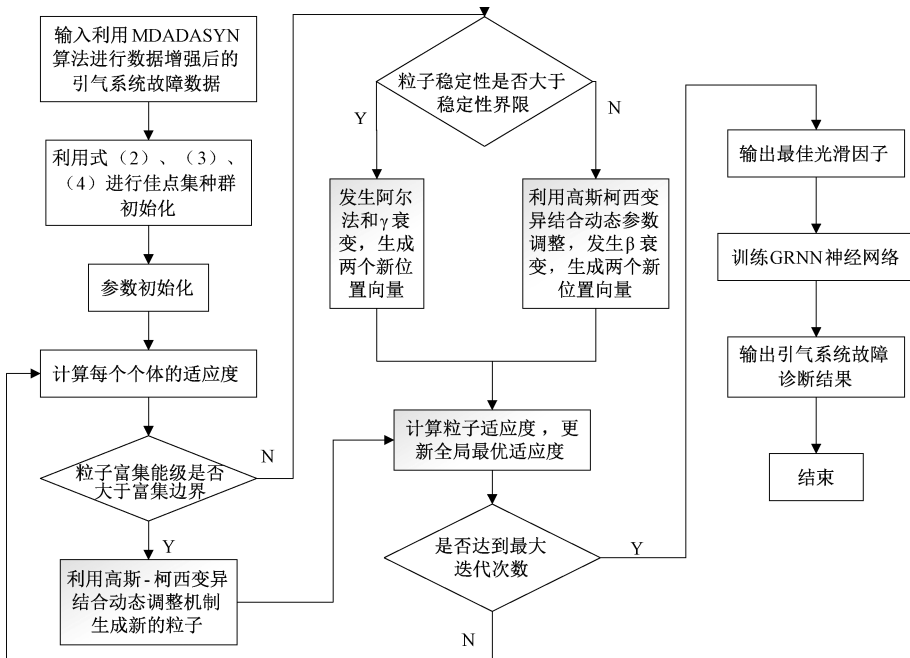 输入利用MDADASYN
算法进行数据增强后的
引气系统故障数据
利用式（2）、（3）、
（4）进行佳点集种群
初始化
参数初始化
计算每个个体的适应度
粒子富集能级是否
大于富集边界
N
Y
利用高斯-柯西变异
结合动态调整机制
生成新的粒子
粒子稳定性是否大于
稳定性界限
Y
N
发生阿尔
法和γ衰
变，生成
两个新位
置向量
利用高斯柯西变
异结合动态参数
调整，发生β衰
变，生成两个新
位置向量
计算粒子适应度，更
新全局最优适应度
是否达到最大
迭代次数
Y
N
输出最佳光滑因子
训练GRNN神经网络
输出引气系统故障
诊断结果
结束